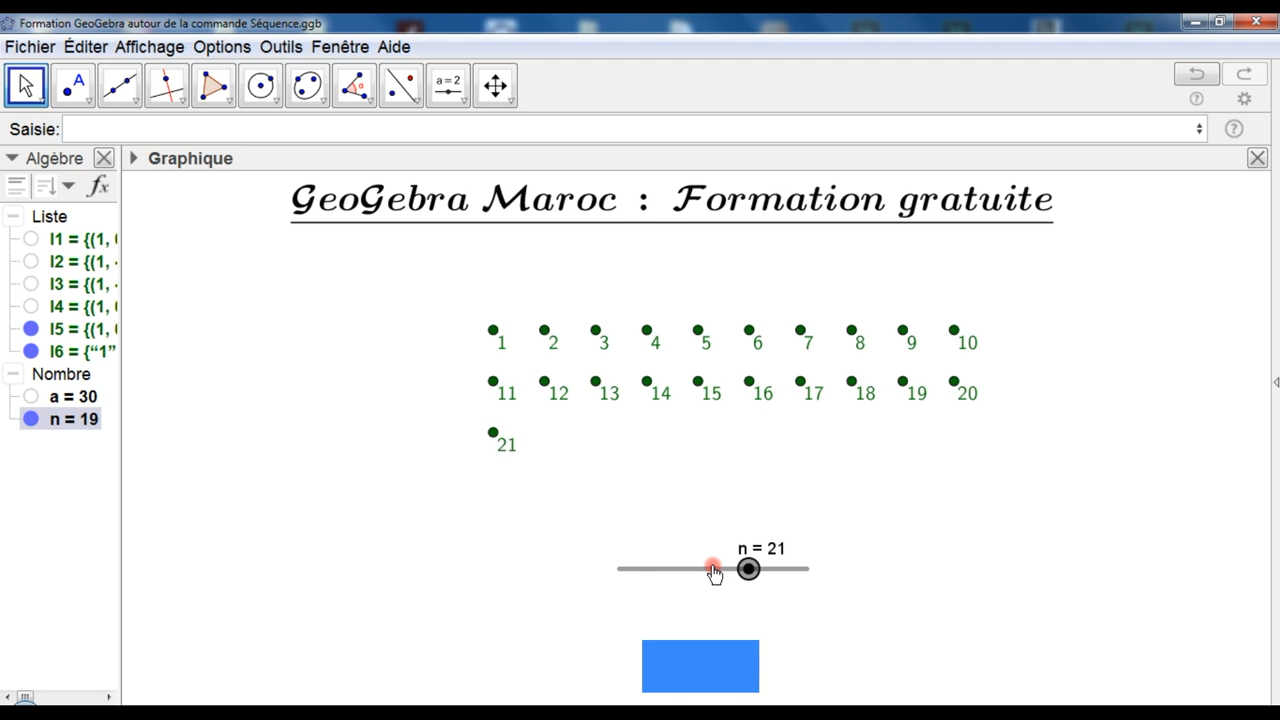 Formation GeoGebra autour de la commande Séquence.ggb
Fichier Éditer Affichage Options Outils Fenêtre Aide
A
α
a=2
Saisie:
Algèbre
Graphique
fx
GeoGebra Maroc : Formation gratuite
Liste
l1 = {(1, 
l2 = {(1, 
l3 = {(1, 
l4 = {(1, 
l5 = {(1, 
l6 = {“1”
Nombre
a = 30
n = 19
1 2 3 4 5 6 7 8 9 10
11 12 13 14 15 16 17 18 19 20
21
n = 21